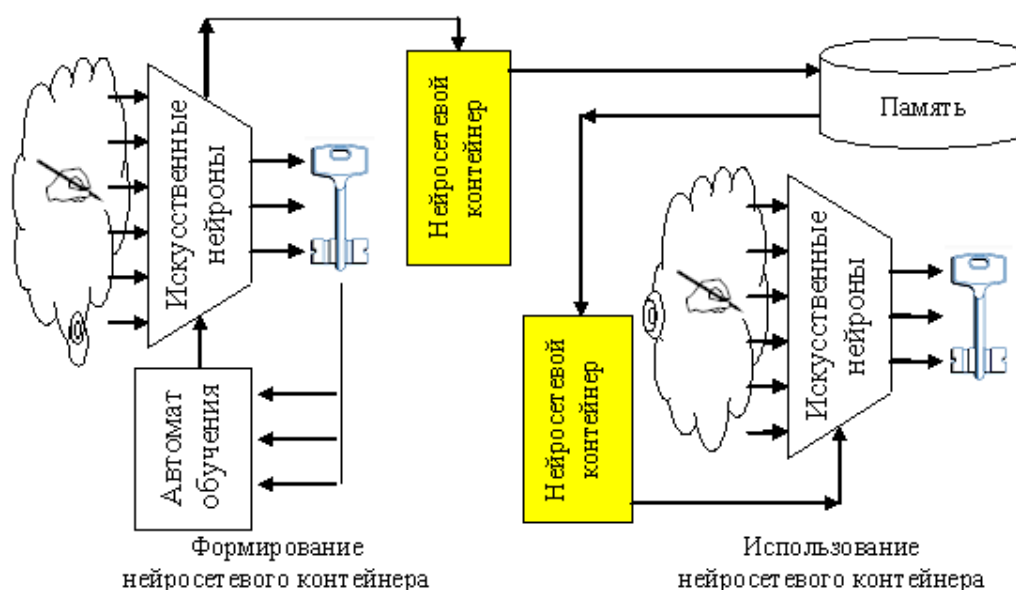 Искусственные
нейроны
Нейросетевой
контейнер
Память
Автомат
обучения
Нейросетевой
контейнер
Искусственные
нейроны
Формирование
нейросетевого контейнера
Использование
нейросетевого контейнера